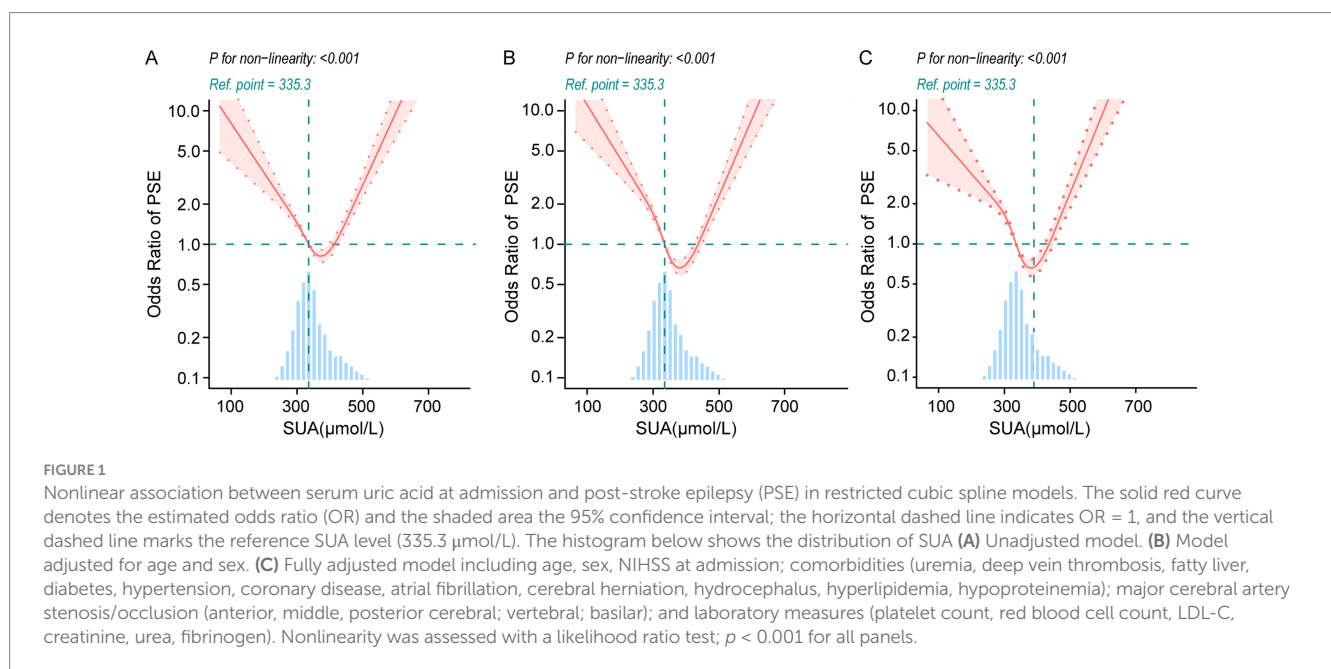 A
P for non-linearity: <0.001
Ref. point = 335.3
Odds Ratio of PSE
10.0
5.0
2.0
1.0
0.5
0.2
0.1
100 300 500 700
SUA(μmol/L)
B
P for non-linearity: <0.001
Ref. point = 335.3
Odds Ratio of PSE
10.0
5.0
2.0
1.0
0.5
0.2
0.1
100 300 500 700
SUA(μmol/L)
C
P for non-linearity: <0.001
Ref. point = 335.3
Odds Ratio of PSE
10.0
5.0
2.0
1.0
0.5
0.2
0.1
100 300 500 700
SUA(μmol/L)
FIGURE 1
Nonlinear association between serum uric acid at admission and post-stroke epilepsy (PSE) in restricted cubic spline models. The solid red curve
denotes the estimated odds ratio (OR) and the shaded area the 95% confidence interval; the horizontal dashed line indicates OR = 1, and the vertical
dashed line marks the reference SUA level (335.3 μmol/L). The histogram below shows the distribution of SUA (A) Unadjusted model. (B) Model
adjusted for age and sex. (C) Fully adjusted model including age, sex, NIHSS at admission; comorbidities (uremia, deep vein thrombosis, fatty liver,
diabetes, hypertension, coronary disease, atrial fibrillation, cerebral herniation, hydrocephalus, hyperlipidemia, hypoproteinemia); major cerebral artery
stenosis/occlusion (anterior, middle, posterior cerebral; vertebral; basilar); and laboratory measures (platelet count, red blood cell count, LDL-C,
creatinine, urea, fibrinogen). Nonlinearity was assessed with a likelihood ratio test; p < 0.001 for all panels.